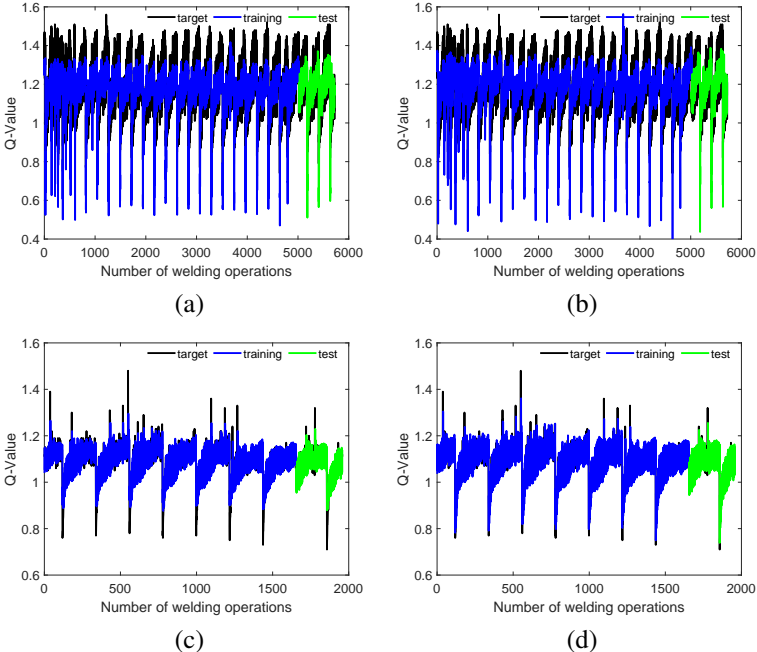 target training test
target training test
Q-Value
1.6
1.4
1.2
1
0.8
0.6
0.4
0 1000 2000 3000 4000 5000 6000
Number of welding operations
(a)
Q-Value
1.6
1.4
1.2
1
0.8
0.6
0.4
0 1000 2000 3000 4000 5000 6000
Number of welding operations
(b)
target training test
target training test
Q-Value
1.6
1.4
1.2
1
0.8
0.6
0 500 1000 1500 2000
Number of welding operations
(c)
Q-Value
1.6
1.4
1.2
1
0.8
0.6
0 500 1000 1500 2000
Number of welding operations
(d)